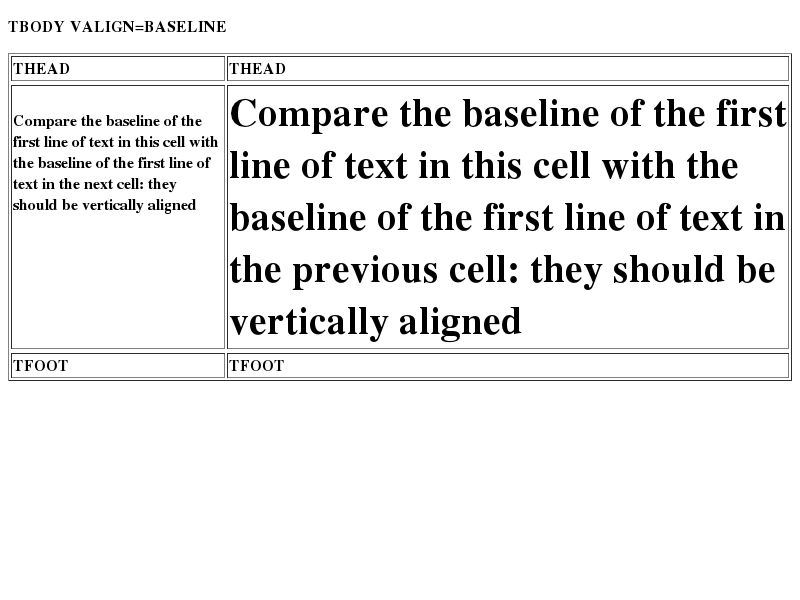 TBODY VALIGN=BASELINE
THEAD
THEAD
Compare the baseline of the
first line of text in this cell with
the baseline of the first line of
text in the next cell: they
should be vertically aligned
Compare the baseline of the first
line of text in this cell with the
baseline of the first line of text in
the previous cell: they should be
vertically aligned
TFOOT
TFOOT